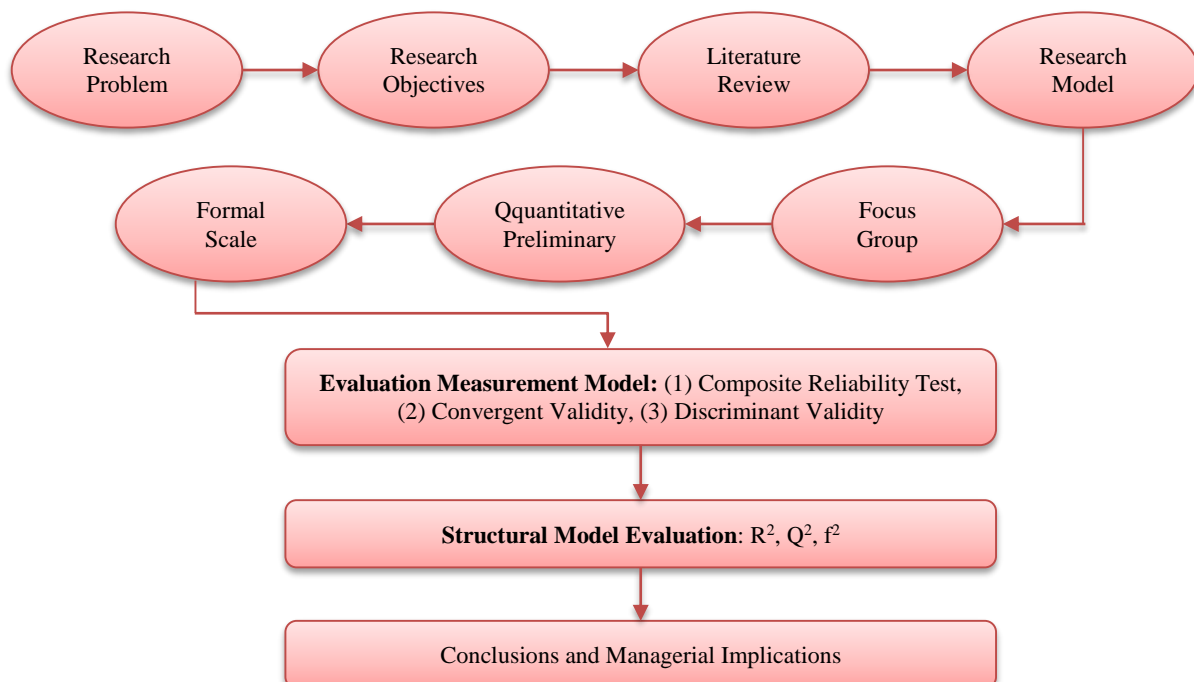 Research
Problem
Research
Objectives
Literature
Review
Research
Model
Formal
Scale
Qquantitative
Preliminary
Focus
Group
Evaluation Measurement Model: (1) Composite Reliability Test,
(2) Convergent Validity, (3) Discriminant Validity
Structural Model Evaluation: R², Q², f²
Conclusions and Managerial Implications